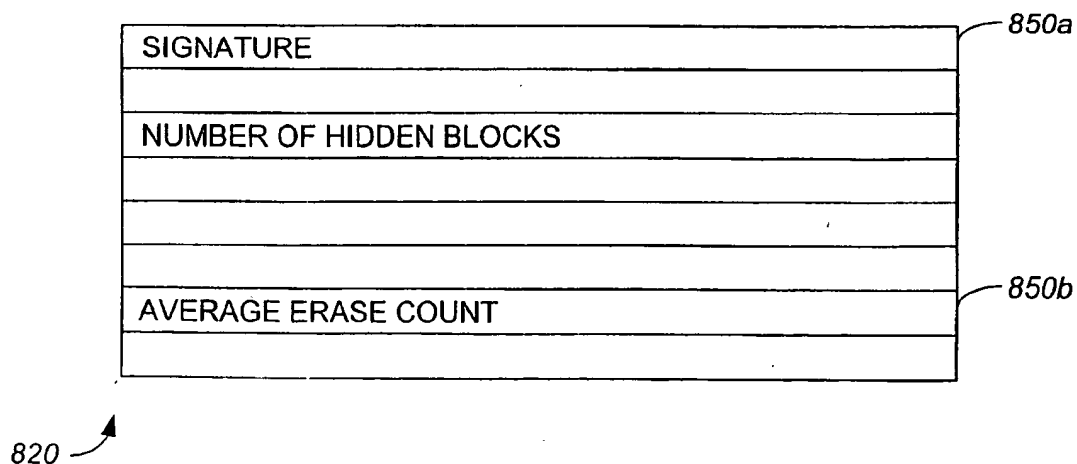 850a
SIGNATURE
NUMBER OF HIDDEN BLOCKS
850b
AVERAGE ERASE COUNT
820